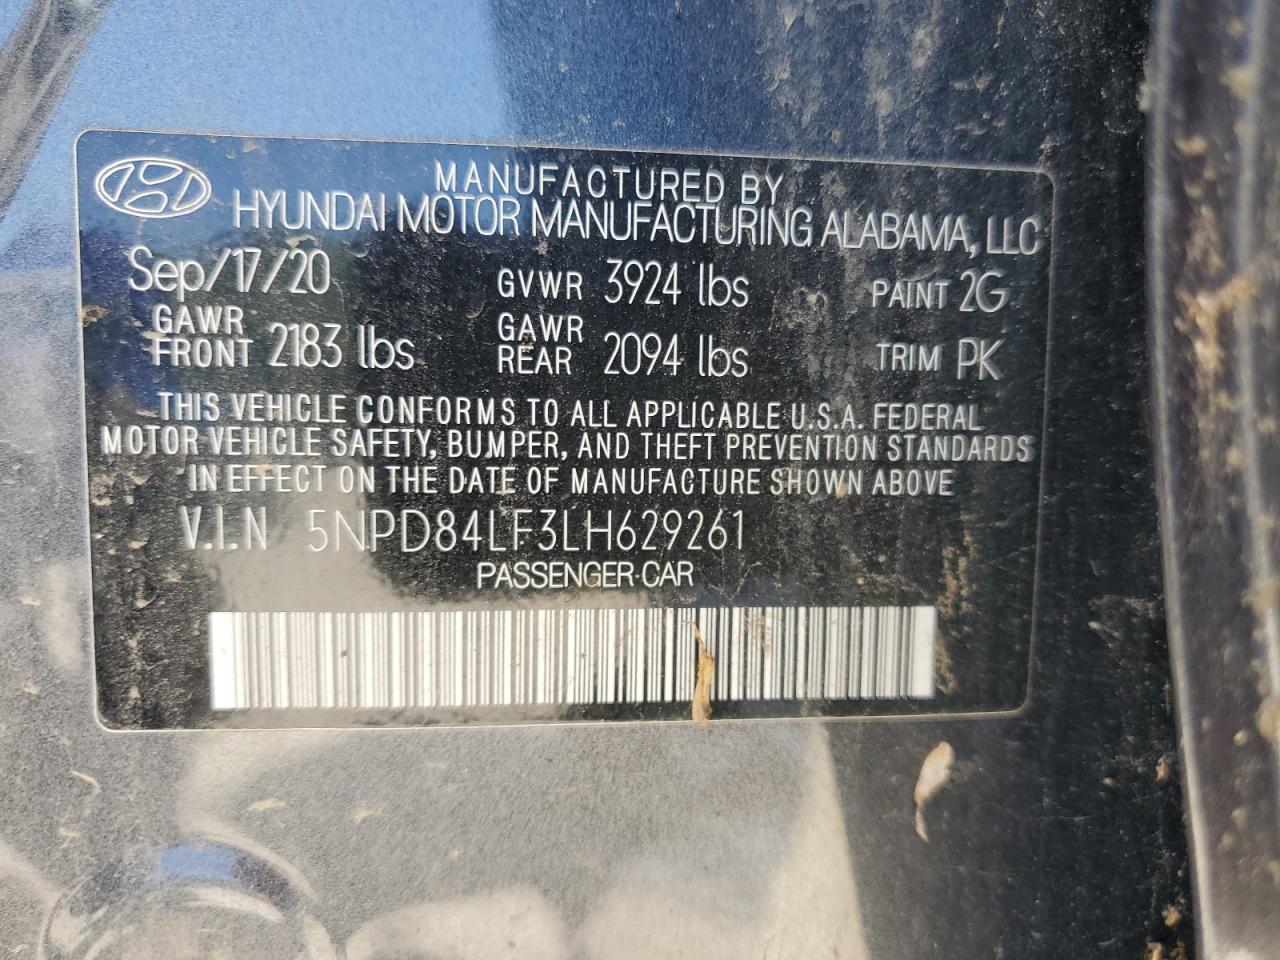 MANUFACTURED BY
HYUNDAI MOTOR MANUFACTURING ALABAMA, LLC
Sep/17/20 GVWR 3924 lbs PAINT 2G
GAWR FRONT 2183 lbs GAWR REAR 2094 lbs TRIM PK
THIS VEHICLE CONFORMS TO ALL APPLICABLE U.S.A. FEDERAL
MOTOR VEHICLE SAFETY, BUMPER, AND THEFT PREVENTION STANDARDS
IN EFFECT ON THE DATE OF MANUFACTURE SHOWN ABOVE
V.I.N 5NPD84LF3LH629261
PASSENGER CAR